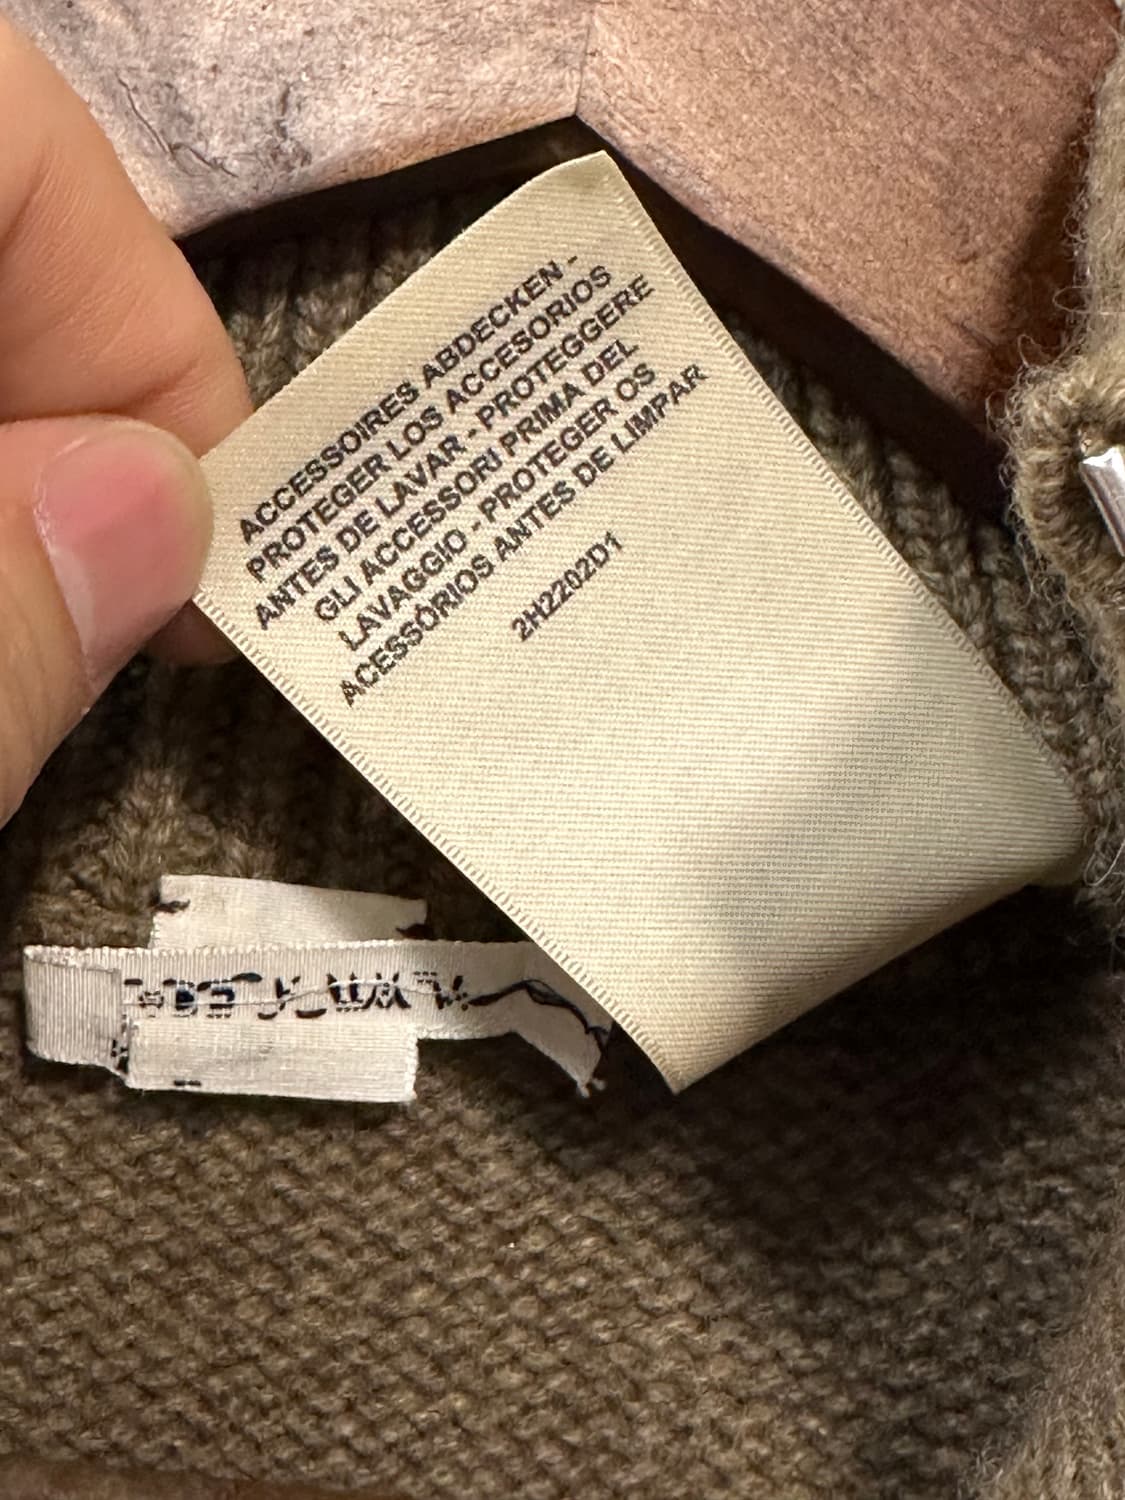 ACCESSOIRES ABDECKEN -
PROTEGER LOS ACCESORIOS
ANTES DE LAVAR - PROTEGGERE
GLI ACCESSORI PRIMA DEL
LAVAGGIO - PROTEGER OS
ACESSÓRIOS ANTES DE LIMPAR
2H2202D1